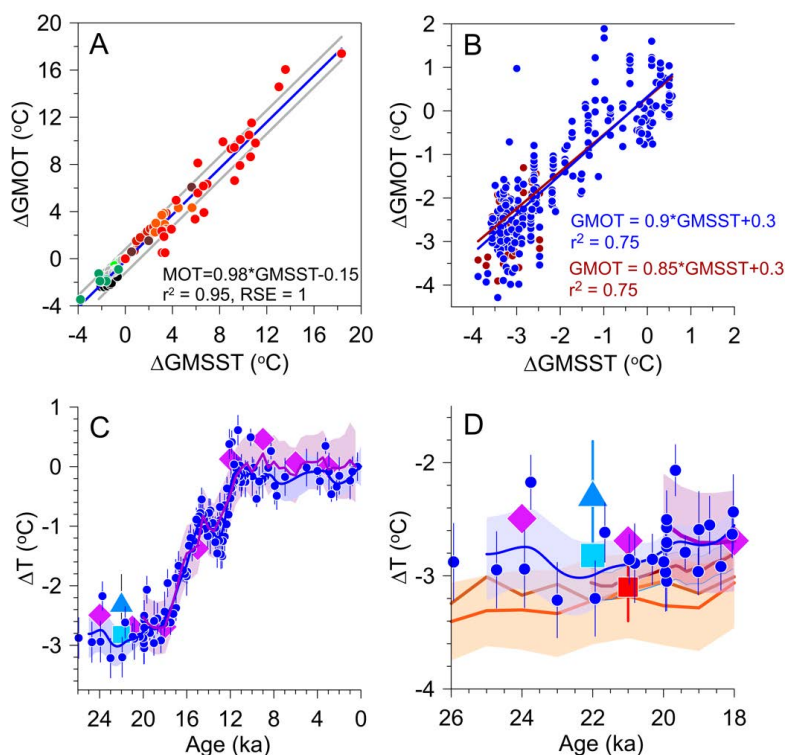 A
ΔGMOT (°C)
20
16
12
8
4
0
-4
MOT=0.98*GMSST-0.15
r² = 0.95, RSE = 1
-4 0 4 8 12 16 20
ΔGMSST (°C)
B
ΔGMOT (°C)
2
1
0
-1
-2
-3
-4
GMOT = 0.9*GMSST+0.3
r² = 0.75
GMOT = 0.85*GMSST+0.3
r² = 0.75
-4 -3 -2 -1 0 1 2
ΔGMSST (°C)
C
ΔT (°C)
1
0
-1
-2
-3
24 20 16 12 8 4 0
Age (ka)
D
ΔT (°C)
-2
-3
-4
26 24 22 20 18
Age (ka)